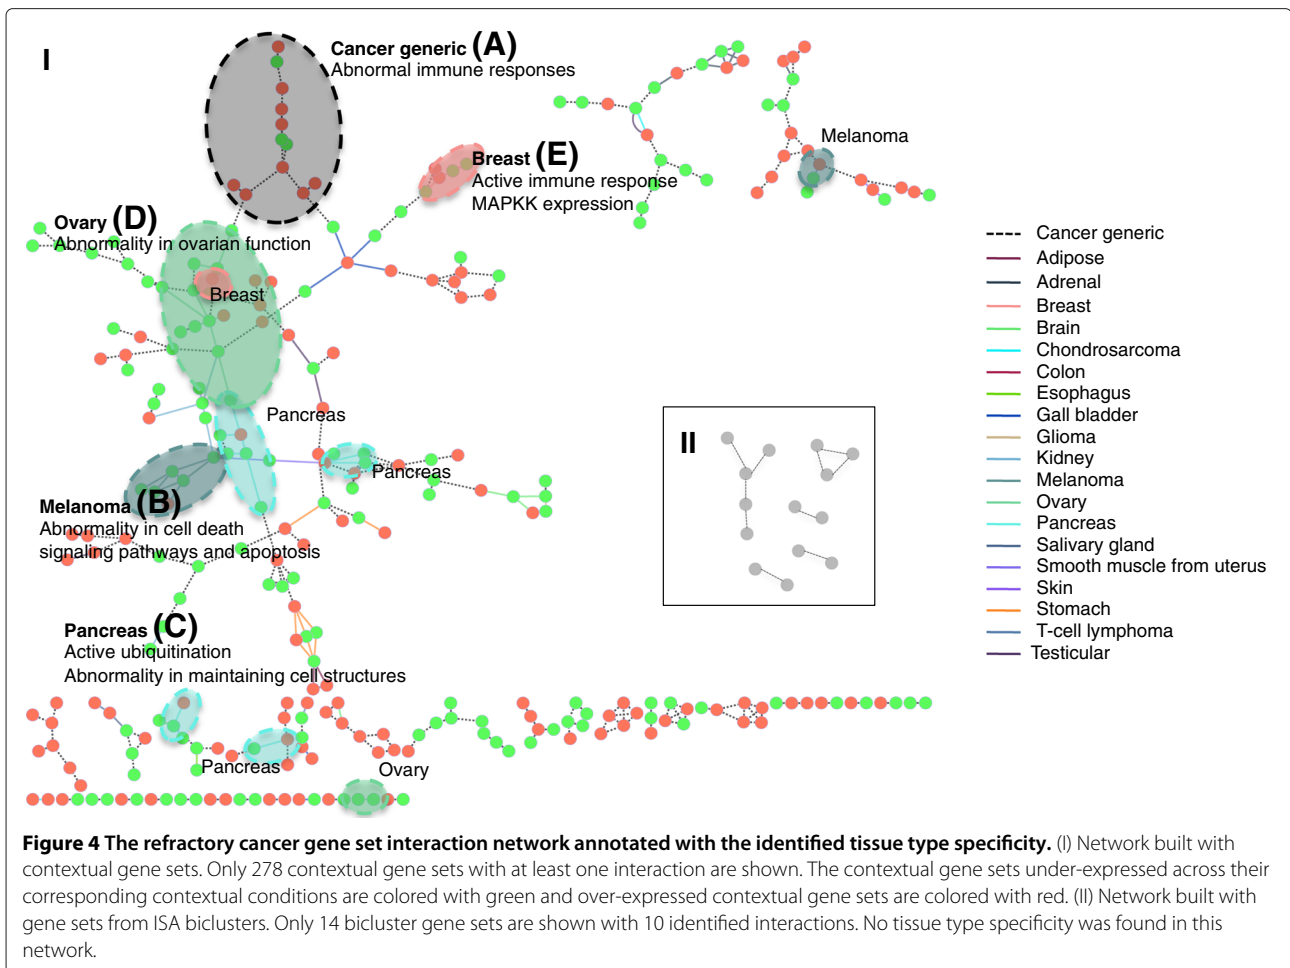 I
Cancer generic (A)
Abnormal immune responses
Melanoma
Breast (E)
Active immune response
MAPKK expression
Ovary (D)
Abnormality in ovarian function
Breast
Pancreas
Pancreas
Melanoma (B)
Abnormality in cell death
signaling pathways and apoptosis
Pancreas (C)
Active ubiquitination
Abnormality in maintaining cell structures
Pancreas
Ovary
II
Cancer generic
Adipose
Adrenal
Breast
Brain
Chondrosarcoma
Colon
Esophagus
Gall bladder
Glioma
Kidney
Melanoma
Ovary
Pancreas
Salivary gland
Smooth muscle from uterus
Skin
Stomach
T-cell lymphoma
Testicular
Figure 4 The refractory cancer gene set interaction network annotated with the identified tissue type specificity. (I) Network built with
contextual gene sets. Only 278 contextual gene sets with at least one interaction are shown. The contextual gene sets under-expressed across their
corresponding contextual conditions are colored with green and over-expressed contextual gene sets are colored with red. (II) Network built with
gene sets from ISA biclusters. Only 14 bicluster gene sets are shown with 10 identified interactions. No tissue type specificity was found in this
network.